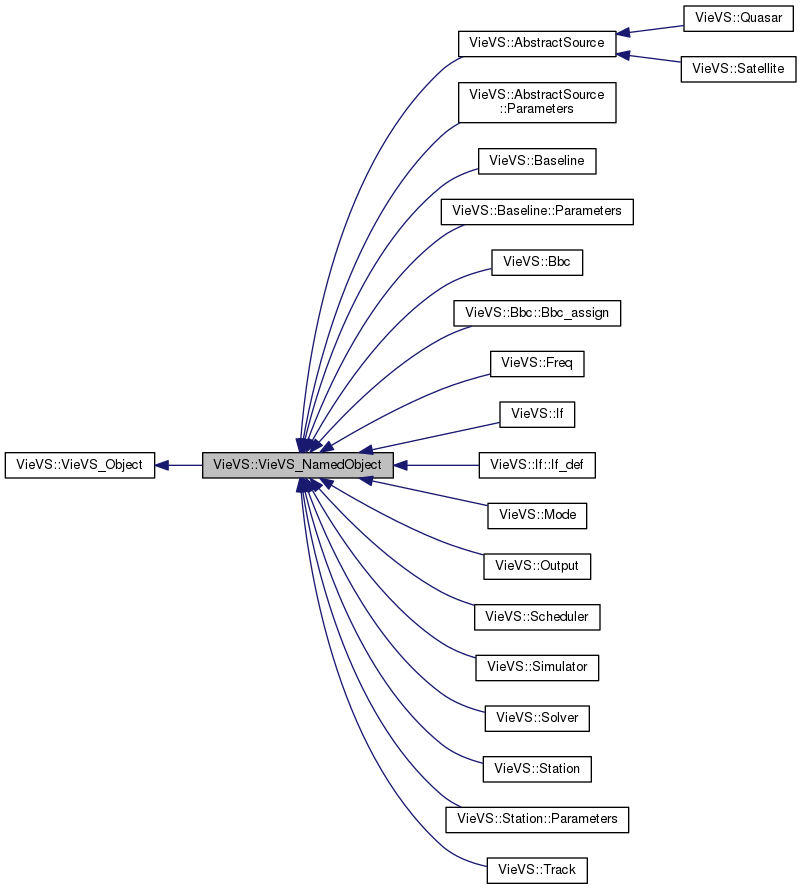 VieVS::Quasar
VieVS::AbstractSource
VieVS::Satellite
VieVS::AbstractSource
::Parameters
VieVS::Baseline
VieVS::Baseline::Parameters
VieVS::Bbc
VieVS::Bbc::Bbc_assign
VieVS::Freq
VieVS::If
VieVS::VieVS_Object
VieVS::VieVS_NamedObject
VieVS::If::If_def
VieVS::Mode
VieVS::Output
VieVS::Scheduler
VieVS::Simulator
VieVS::Solver
VieVS::Station
VieVS::Station::Parameters
VieVS::Track